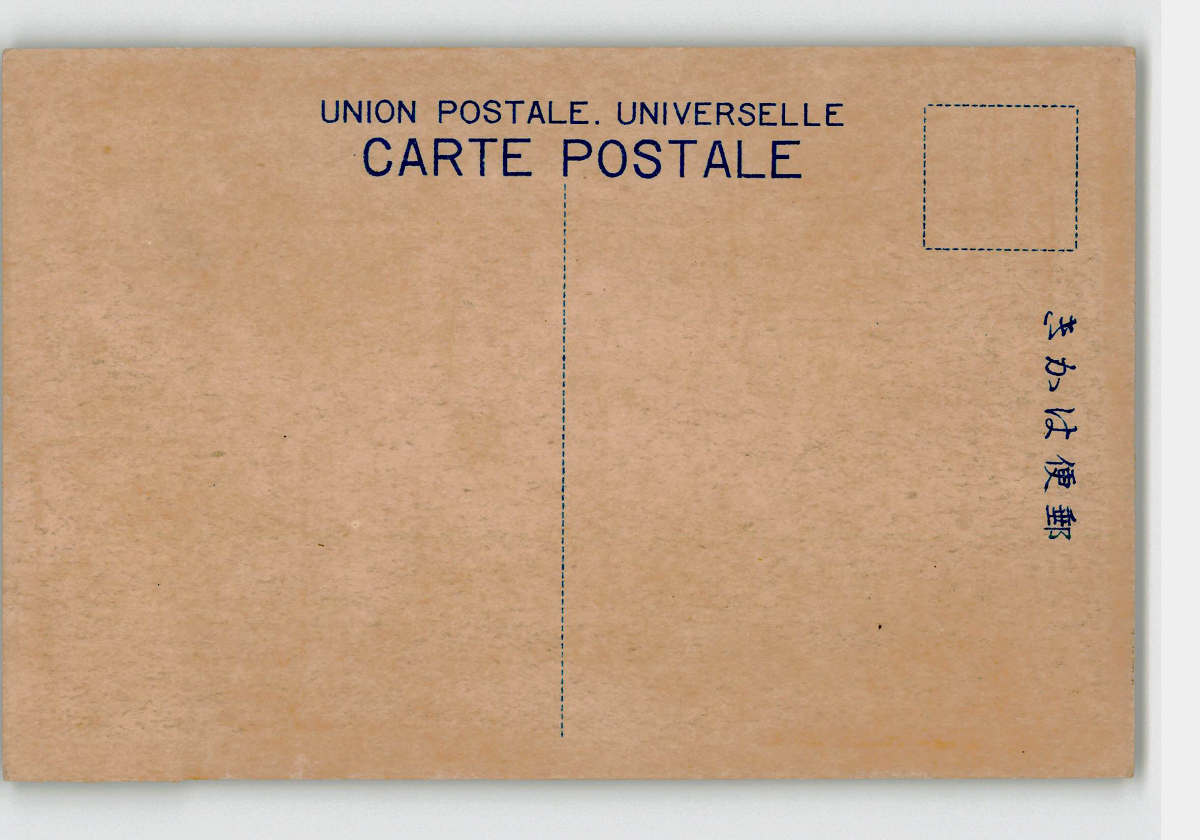 UNION POSTALE. UNIVERSELLE
CARTE POSTALE
郵便はかき